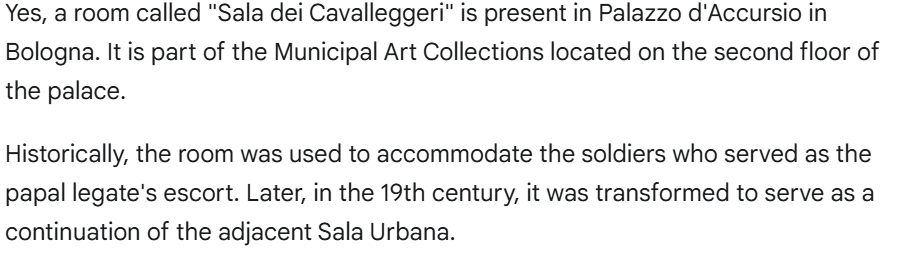 Yes, a room called "Sala dei Cavalleggeri" is present in Palazzo d'Accursio in
Bologna. It is part of the Municipal Art Collections located on the second floor of
the palace.
Historically, the room was used to accommodate the soldiers who served as the
papal legate's escort. Later, in the 19th century, it was transformed to serve as a
continuation of the adjacent Sala Urbana.